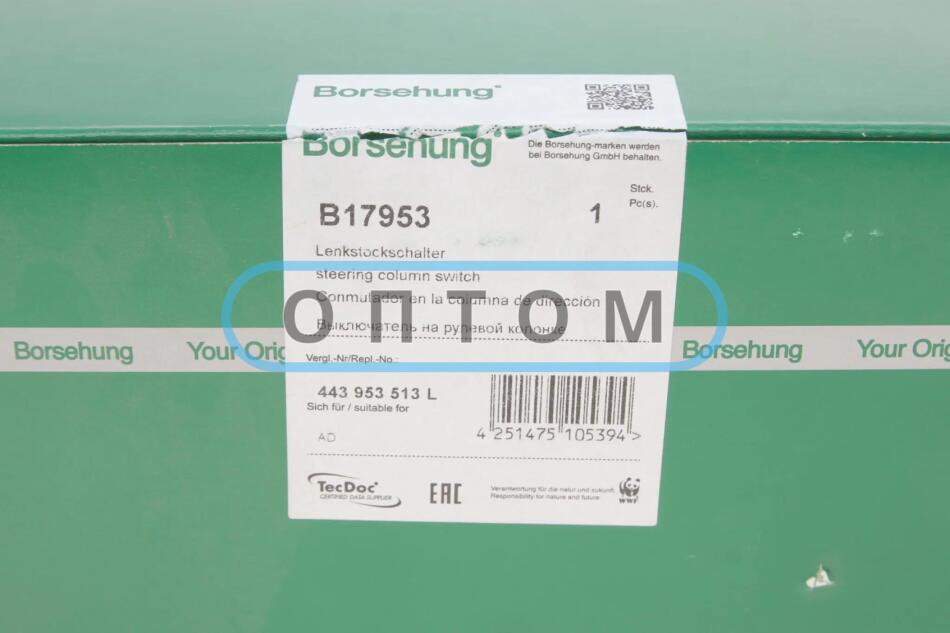 Borsehung®
Borsehung
Die Borsehung-marken werden
bei Borsehung GmbH behalten.
B17953
1
Stck.
Pc(s).
Lenkstockschalter
steering column switch
Conmutador en la columna de dirección
Выключатель на рулевой колонке
ОПТОМ
Borsehung Your Orig
Borsehung Your Orig
Vergl.-Nr/Repl.-No.:
443 953 513 L
Sich für / suitable for
AD
4 251475 105394 >
TecDoc
CERTIFIED DATA SUPPLIER
EAC
Verantwortung für die natur und zukunft.
Responsibility for nature and future.
WWF